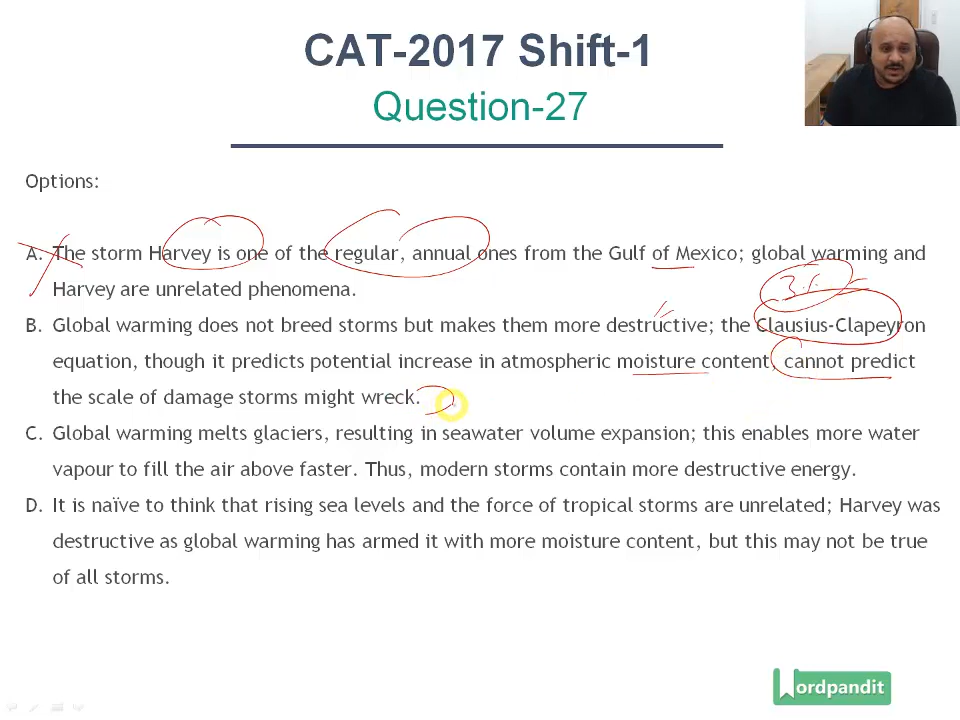 CAT-2017 Shift-1
Question-27
Options:
A. The storm Harvey is one of the regular, annual ones from the Gulf of Mexico; global warming and
Harvey are unrelated phenomena.
B. Global warming does not breed storms but makes them more destructive; the Clausius-Clapeyron
equation, though it predicts potential increase in atmospheric moisture content, cannot predict
the scale of damage storms might wreck.
C. Global warming melts glaciers, resulting in seawater volume expansion; this enables more water
vapour to fill the air above faster. Thus, modern storms contain more destructive energy.
D. It is naïve to think that rising sea levels and the force of tropical storms are unrelated; Harvey was
destructive as global warming has armed it with more moisture content, but this may not be true
of all storms.
Wordpandit